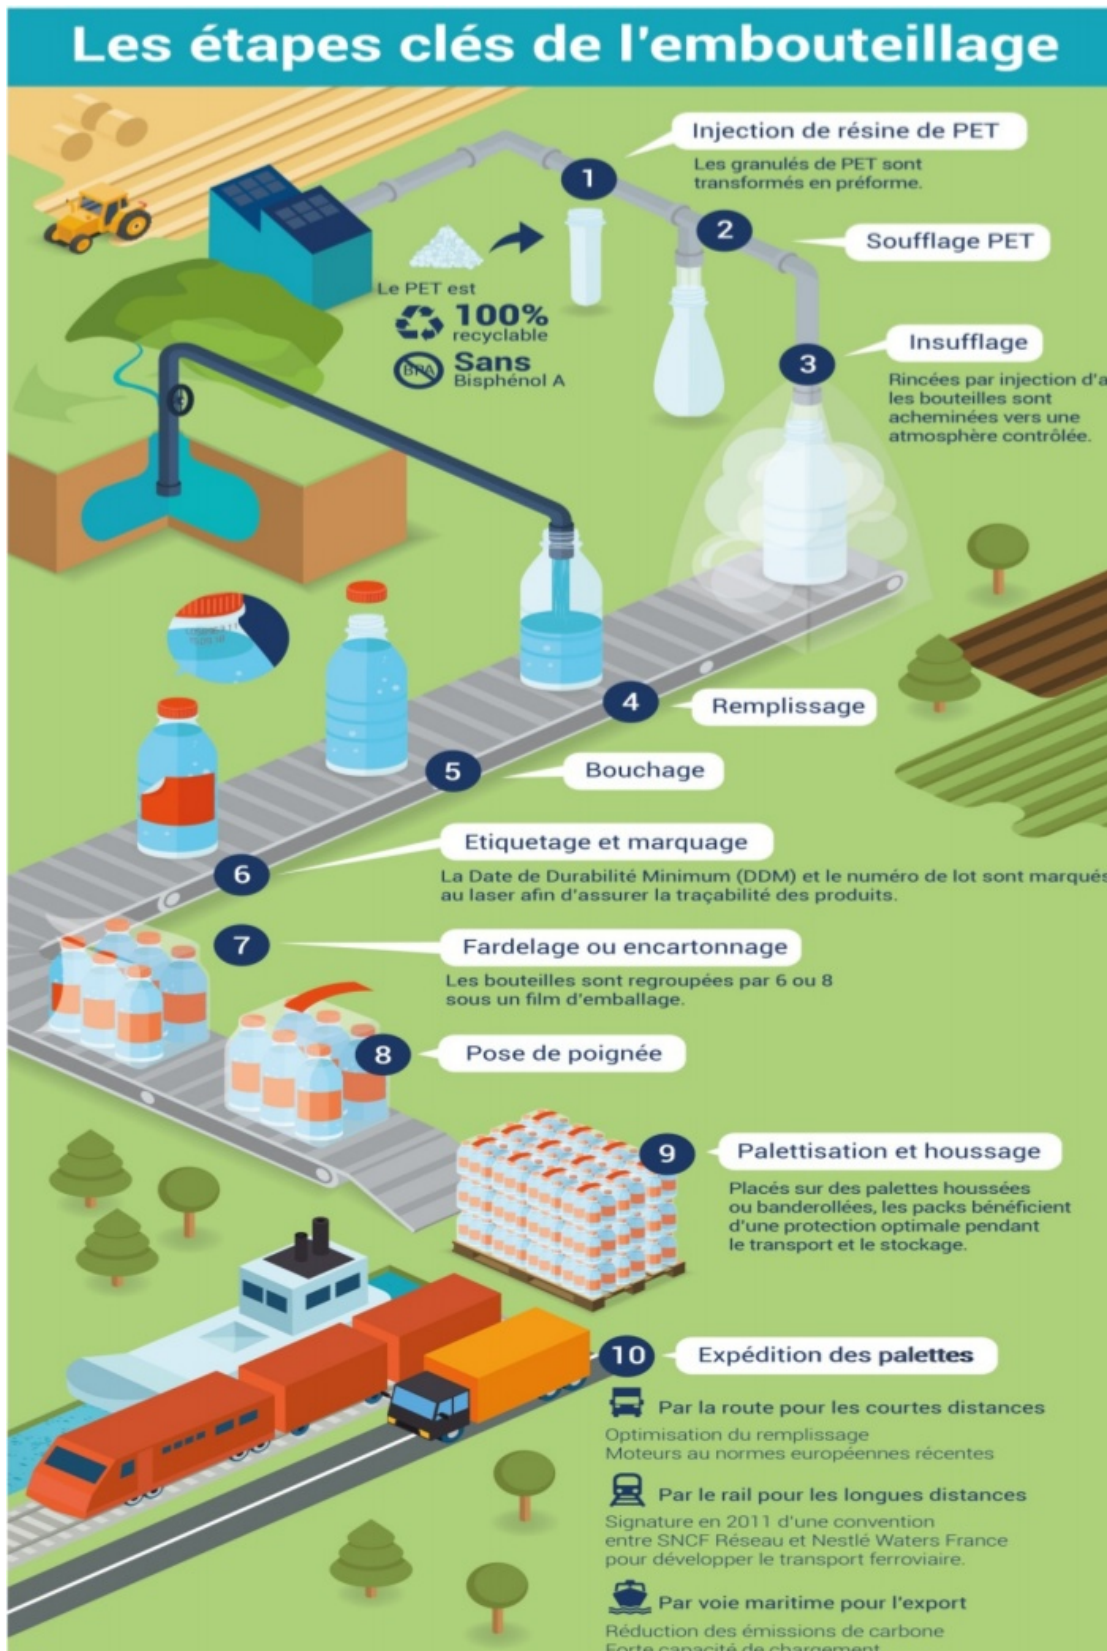 Les étapes clés de l'embouteillage
1
Injection de résine de PET
Les granulés de PET sont
transformés en préforme.
2
Soufflage PET
Le PET est
100%
recyclable
BPA
Sans
Bisphénol A
3
Insufflage
Rincées par injection d'a
les bouteilles sont
acheminées vers une
atmosphère contrôlée.
4
Remplissage
5
Bouchage
6
Etiquetage et marquage
La Date de Durabilité Minimum (DDM) et le numéro de lot sont marqués
au laser afin d'assurer la traçabilité des produits.
7
Fardelage ou encartonnage
Les bouteilles sont regroupées par 6 ou 8
sous un film d'emballage.
8
Pose de poignée
9
Palettisation et houssage
Placés sur des palettes houssées
ou banderollées, les packs bénéficient
d'une protection optimale pendant
le transport et le stockage.
10
Expédition des palettes
Par la route pour les courtes distances
Optimisation du remplissage
Moteurs au normes européennes récentes
Par le rail pour les longues distances
Signature en 2011 d'une convention
entre SNCF Réseau et Nestlé Waters France
pour développer le transport ferroviaire.
Par voie maritime pour l'export
Réduction des émissions de carbone
Forte capacité de chargement